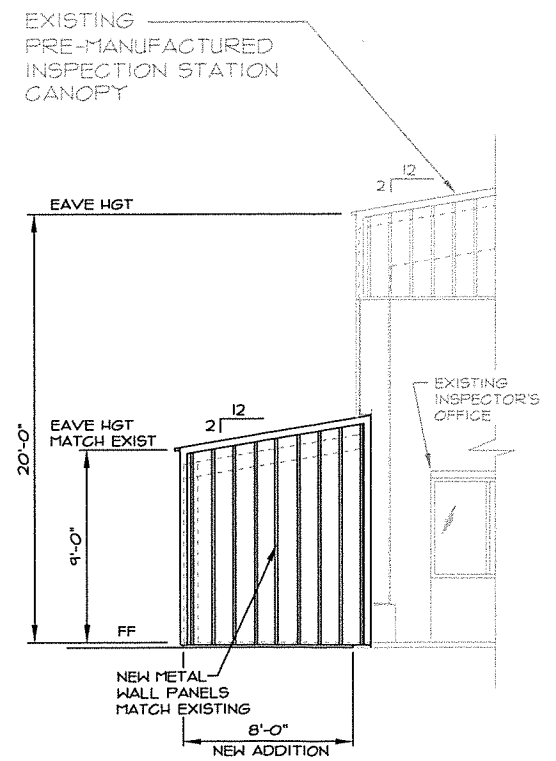 EXISTING
PRE-MANUFACTURED
INSPECTION STATION
CANOPY
12
2
EAVE HGT
EXISTING
INSPECTOR'S
OFFICE
12
2
EAVE HGT
MATCH EXIST
20'-0"
9'-0"
FF
NEW METAL
WALL PANELS
MATCH EXISTING
8'-0"
NEW ADDITION